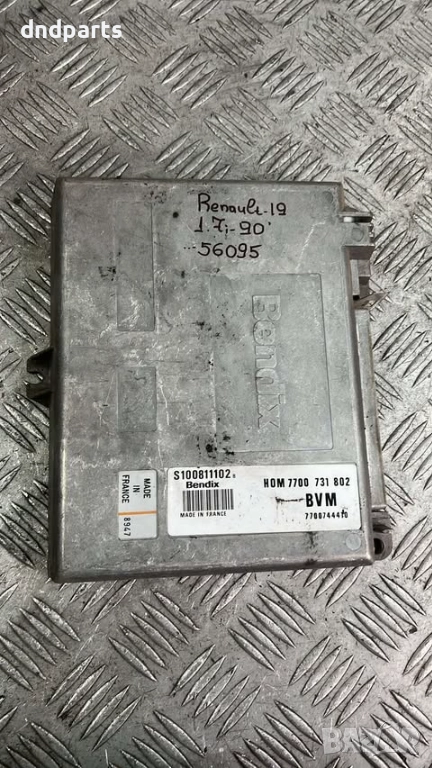 dndparts
Renault-19
1.7i-90'
56095
Bendix
S100811102
Bendix
MADE IN FRANCE
HOM 7700 731 802
BVM
7700744410
MADE
IN
FRANCE
8947